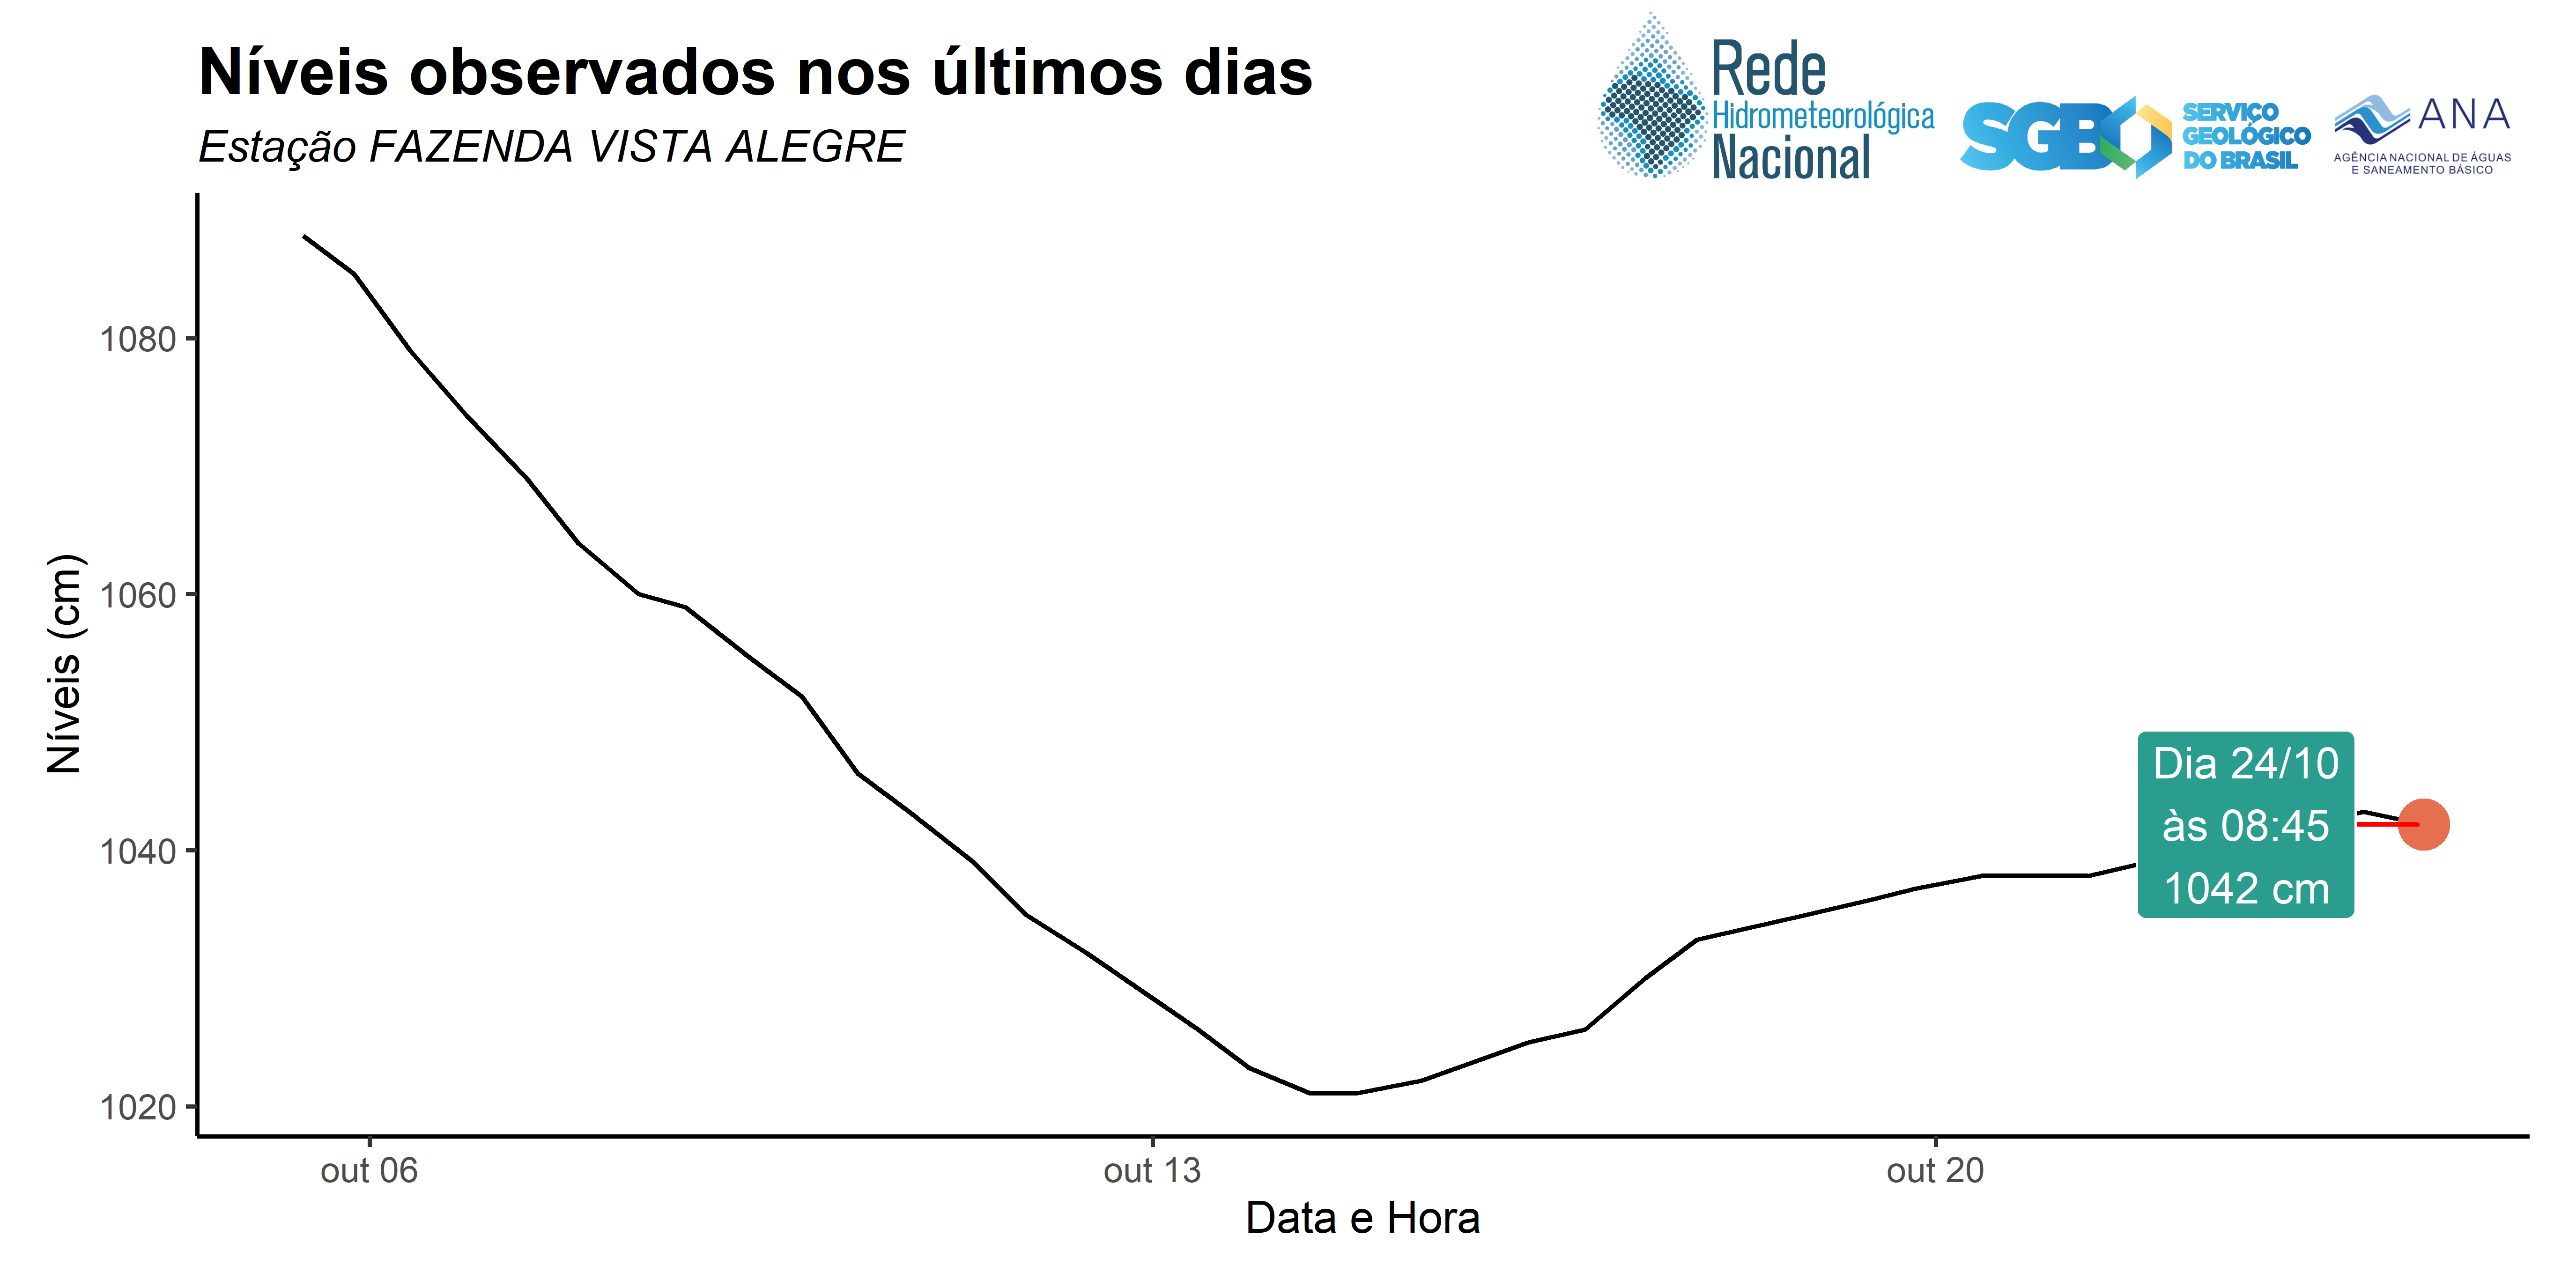 Níveis observados nos últimos dias
Estação FAZENDA VISTA ALEGRE
Rede
Hidrometeorológica
Nacional
SGB
SERVIÇO
GEOLÓGICO
DO BRASIL
ANA
AGÊNCIA NACIONAL DE ÁGUAS
E SANEAMENTO BÁSICO
Níveis (cm)
1080
1060
1040
1020
Dia 24/10
às 08:45
1042 cm
out 06
out 13
out 20
Data e Hora